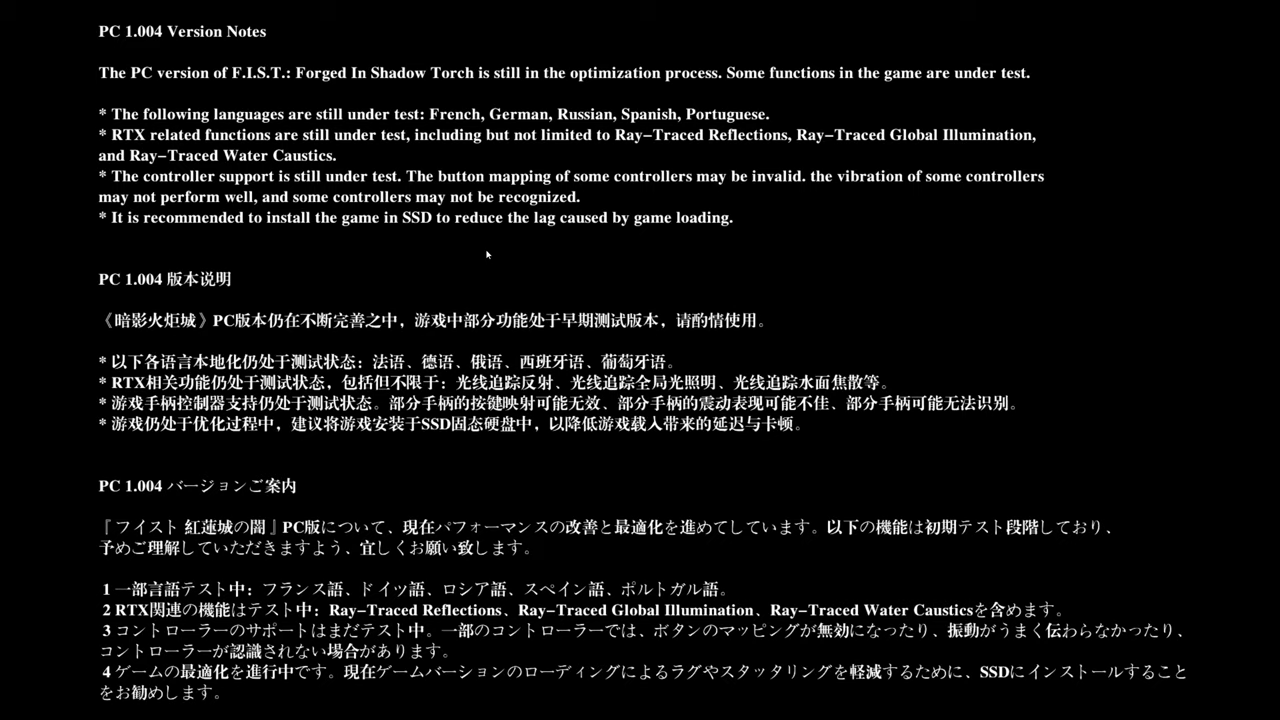 PC 1.004 Version Notes
The PC version of F.I.S.T.: Forged In Shadow Torch is still in the optimization process. Some functions in the game are under test.
* The following languages are still under test: French, German, Russian, Spanish, Portuguese.
* RTX related functions are still under test, including but not limited to Ray-Traced Reflections, Ray-Traced Global Illumination,
and Ray-Traced Water Caustics.
* The controller support is still under test. The button mapping of some controllers may be invalid. the vibration of some controllers
may not perform well, and some controllers may not be recognized.
* It is recommended to install the game in SSD to reduce the lag caused by game loading.
PC 1.004 版本说明
《暗影火炬城》PC版本仍在不断完善之中，游戏中部分功能处于早期测试版本，请酌情使用。
* 以下各语言本地化仍处于测试状态：法语、德语、俄语、西班牙语、葡萄牙语。
* RTX相关功能仍处于测试状态，包括但不限于：光线追踪反射、光线追踪全局光照明、光线追踪水面焦散等。
* 游戏手柄控制器支持仍处于测试状态。部分手柄的按键映射可能无效、部分手柄的震动表现可能不佳、部分手柄可能无法识别。
* 游戏仍处于优化过程中，建议将游戏安装于SSD固态硬盘中，以降低游戏载入带来的延迟与卡顿。
PC 1.004 バージョンご案内
『フイスト 紅蓮城の闇』PC版について、現在パフォーマンスの改善と最適化を進めてしています。以下の機能は初期テスト段階しており、
予めご理解していただきますよう、宜しくお願い致します。
1 一部言語テスト中：フランス語、ドイツ語、ロシア語、スペイン語、ポルトガル語。
2 RTX関連の機能はテスト中：Ray-Traced Reflections、Ray-Traced Global Illumination、Ray-Traced Water Causticsを含めます。
3 コントローラーのサポートはまだテスト中。一部のコントローラーでは、ボタンのマッピングが無効になったり、振動がうまく伝わらなかったり、
コントローラーが認識されない場合があります。
4 ゲームの最適化を進行中です。現在ゲームバーションのローディングによるラグやスタッタリングを軽減するために、SSDにインストールすること
をお勧めします。